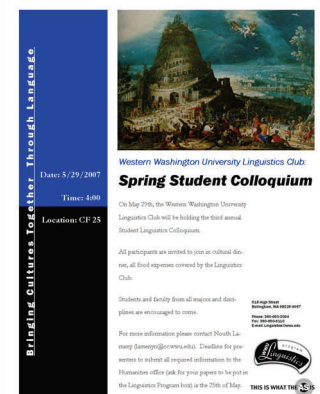 Bringing Cultures Together Through Language
Date: 5/29/2007
Time: 4:00
Location: CF 25
Western Washington University Linguistics Club:
Spring Student Colloquium
On May 29th, the Western Washington University
Linguistics Club will be holding the third annual
Student Linguistics Colloquium.
All participants are invited to join in cultural din-
ner, all food expenses covered by the Linguistics
Club.
Students and faculty from all majors and disci-
plines are encouraged to come.
For more information please contact Nouth La-
meny (lamenyn@cc.wwu.edu). Deadline for pre-
senters to submit all required information to the
Humanities office (ask for your papers to be put in
the Linguistics Program box) is the 25th of May.
516 High Street
Bellingham, WA 98225-9057
program
Linguistics
THIS IS WHAT THE IS